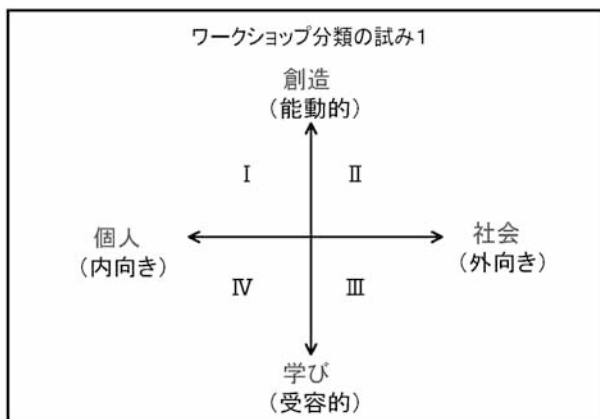 ワークショップ分類の試み1
創造
(能動的)
Ⅰ Ⅱ
個人 社会
(内向き) (外向き)
Ⅳ Ⅲ
学び
(受容的)